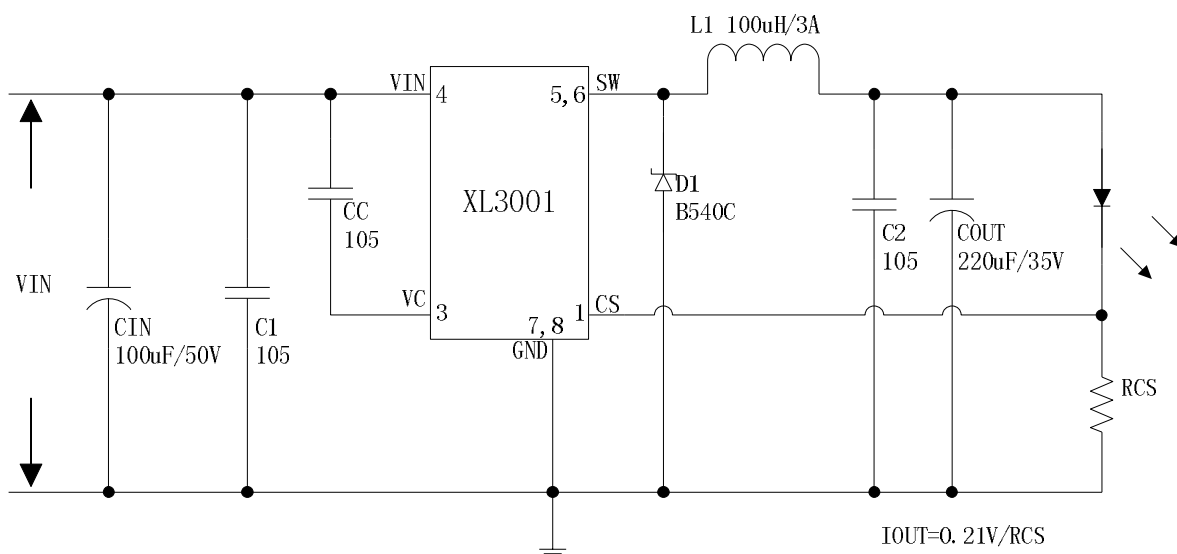 L1 100uH/3A
VIN
4
5,6
SW
XL3001
CC
105
D1
B540C
C2
105
COUT
220uF/35V
VIN
VC
3
1
CS
7,8
GND
CIN
100uF/50V
C1
105
RCS
IOUT=0.21V/RCS